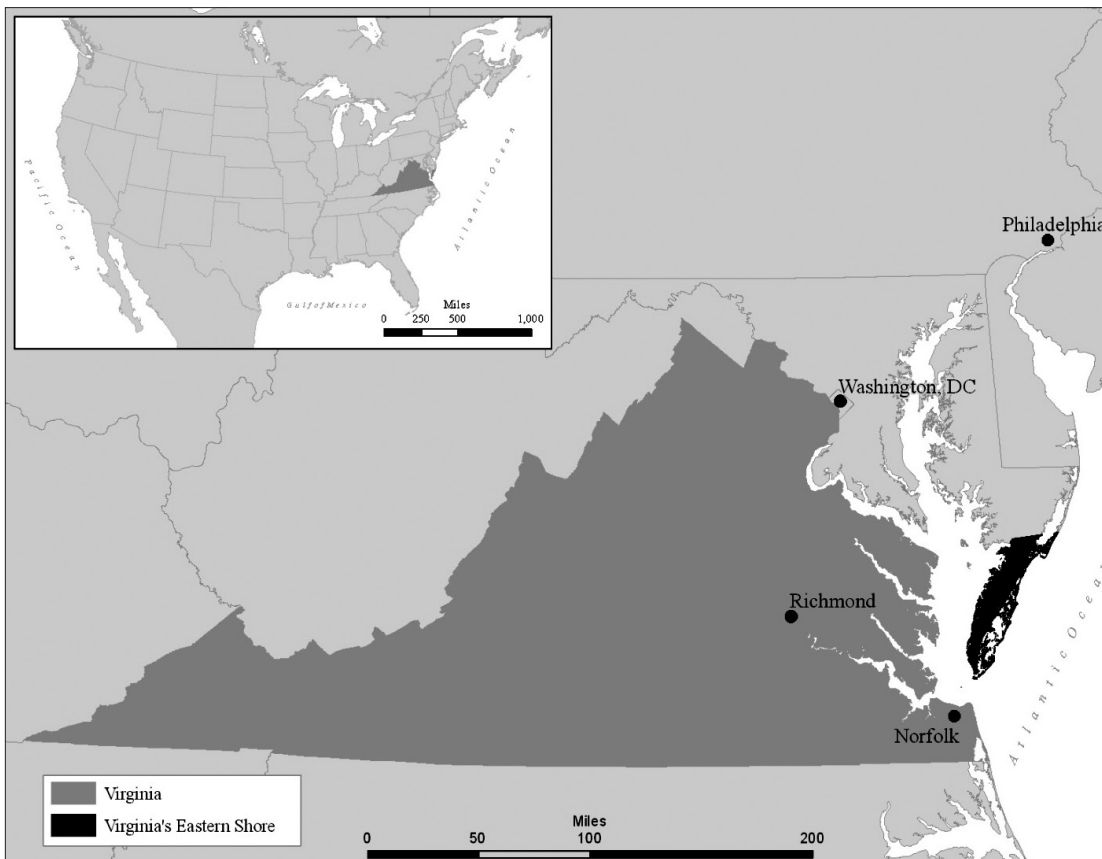 Pacific Ocean
Atlantic Ocean
Gulf of Mexico
Miles
0 250 500 1,000
Philadelphia
Washington, DC
Richmond
Norfolk
Atlantic Ocean
Virginia
Virginia's Eastern Shore
Miles
0 50 100 200